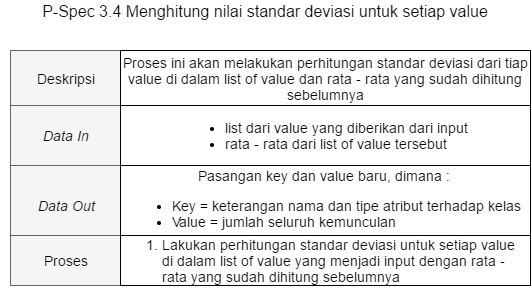 P-Spec 3.4 Menghitung nilai standar deviasi untuk setiap value
Deskripsi
Proses ini akan melakukan perhitungan standar deviasi dari tiap
value di dalam list of value dan rata - rata yang sudah dihitung
sebelumnya
Data In
• list dari value yang diberikan dari input
• rata - rata dari list of value tersebut
Data Out
Pasangan key dan value baru, dimana :
• Key = keterangan nama dan tipe atribut terhadap kelas
• Value = jumlah seluruh kemunculan
Proses
1. Lakukan perhitungan standar deviasi untuk setiap value
di dalam list of value yang menjadi input dengan rata -
rata yang sudah dihitung sebelumnya